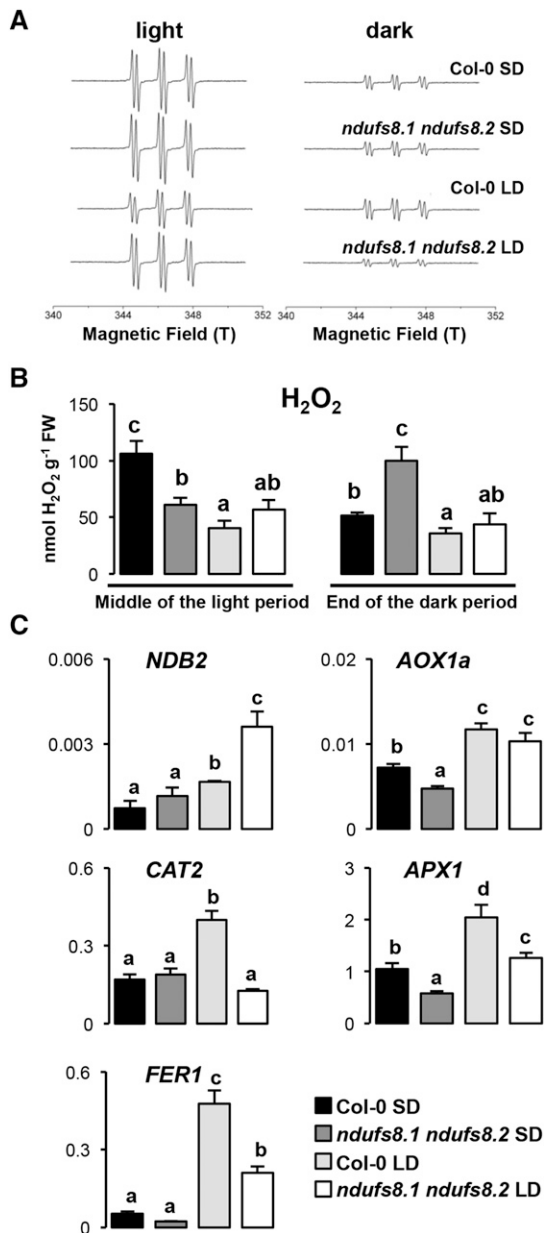 A
light dark
Col-0 SD
ndufs8.1 ndufs8.2 SD
Col-0 LD
ndufs8.1 ndufs8.2 LD
340 344 348 352 340 344 348 352
Magnetic Field (T) Magnetic Field (T)
B
H₂O₂
nmol H₂O₂ g⁻¹ FW
150
100
50
0
c b a ab b c a ab
Middle of the light period End of the dark period
C
NDB2
0.006
0.003
0
a a b c
AOX1a
0.02
0.01
0
b a c c
CAT2
0.6
0.3
0
a a b a
APX1
3
2
1
0
b a d c
FER1
0.6
0.3
0
a a c b
Col-0 SD
ndufs8.1 ndufs8.2 SD
Col-0 LD
ndufs8.1 ndufs8.2 LD